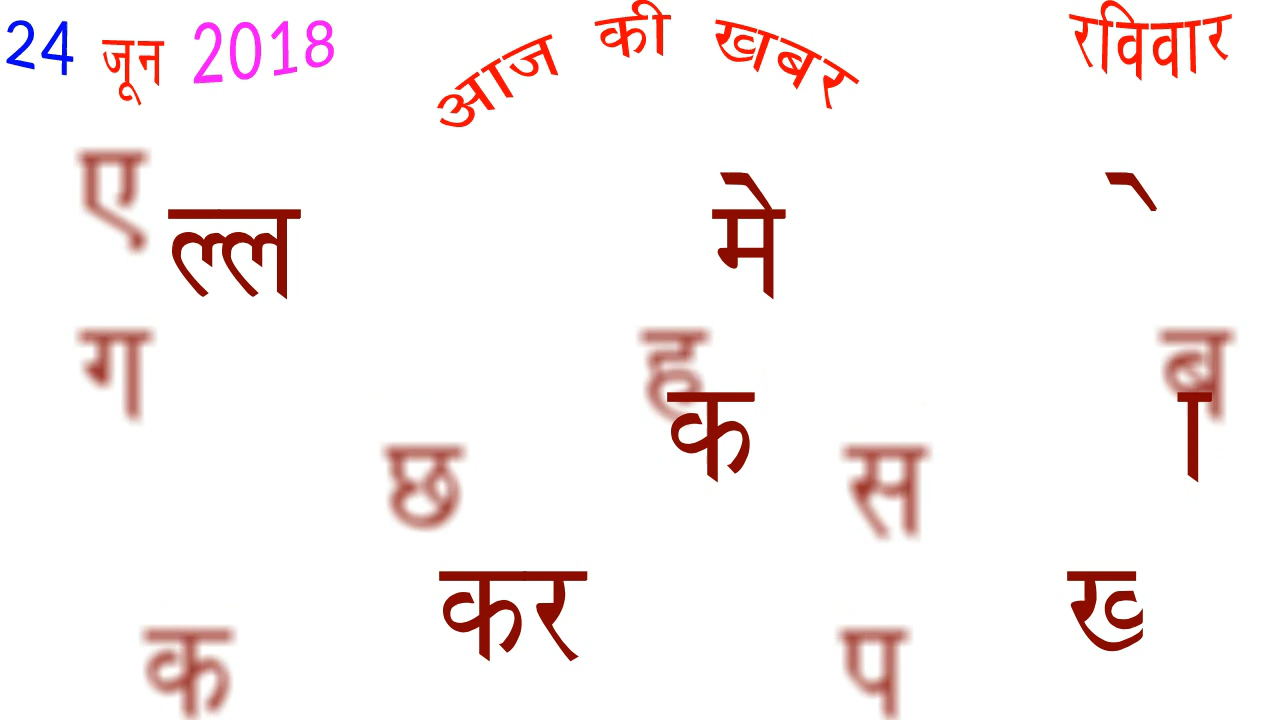 24 जून 2018 आज की खबर रविवार
ए ल्ल मे े
ग ह ब
क ा
छ स
कर ख
क प